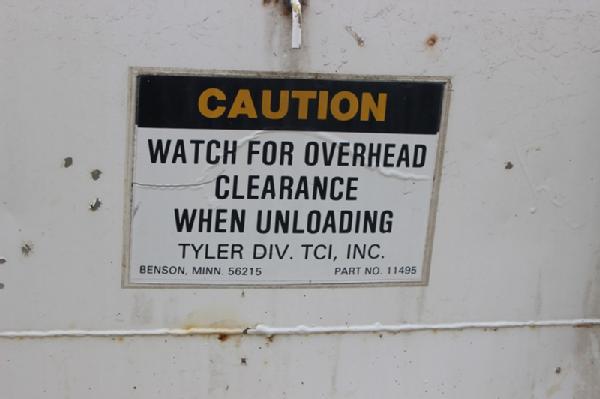 CAUTION
WATCH FOR OVERHEAD
CLEARANCE
WHEN UNLOADING
TYLER DIV. TCI, INC.
BENSON, MINN. 56215 PART NO. 11495